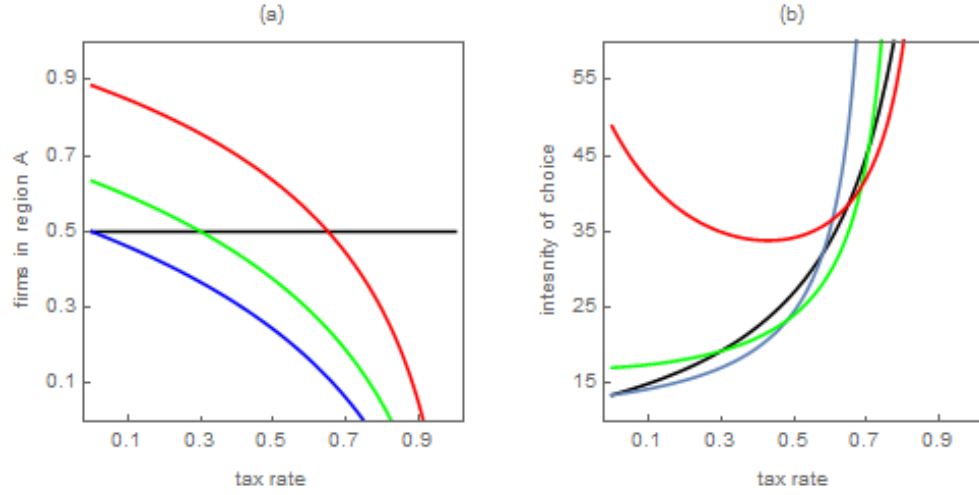 (a)
(b)
firms in region A
0.9
0.7
0.5
0.3
0.1
0.1 0.3 0.5 0.7 0.9
tax rate
intesnity of choice
55
45
35
25
15
0.1 0.3 0.5 0.7 0.9
tax rate